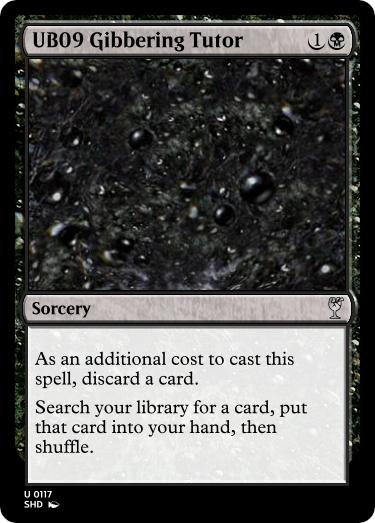 UB09 Gibbering Tutor 1
Sorcery
As an additional cost to cast this
spell, discard a card.
Search your library for a card, put
that card into your hand, then
shuffle.
U 0117
SHD